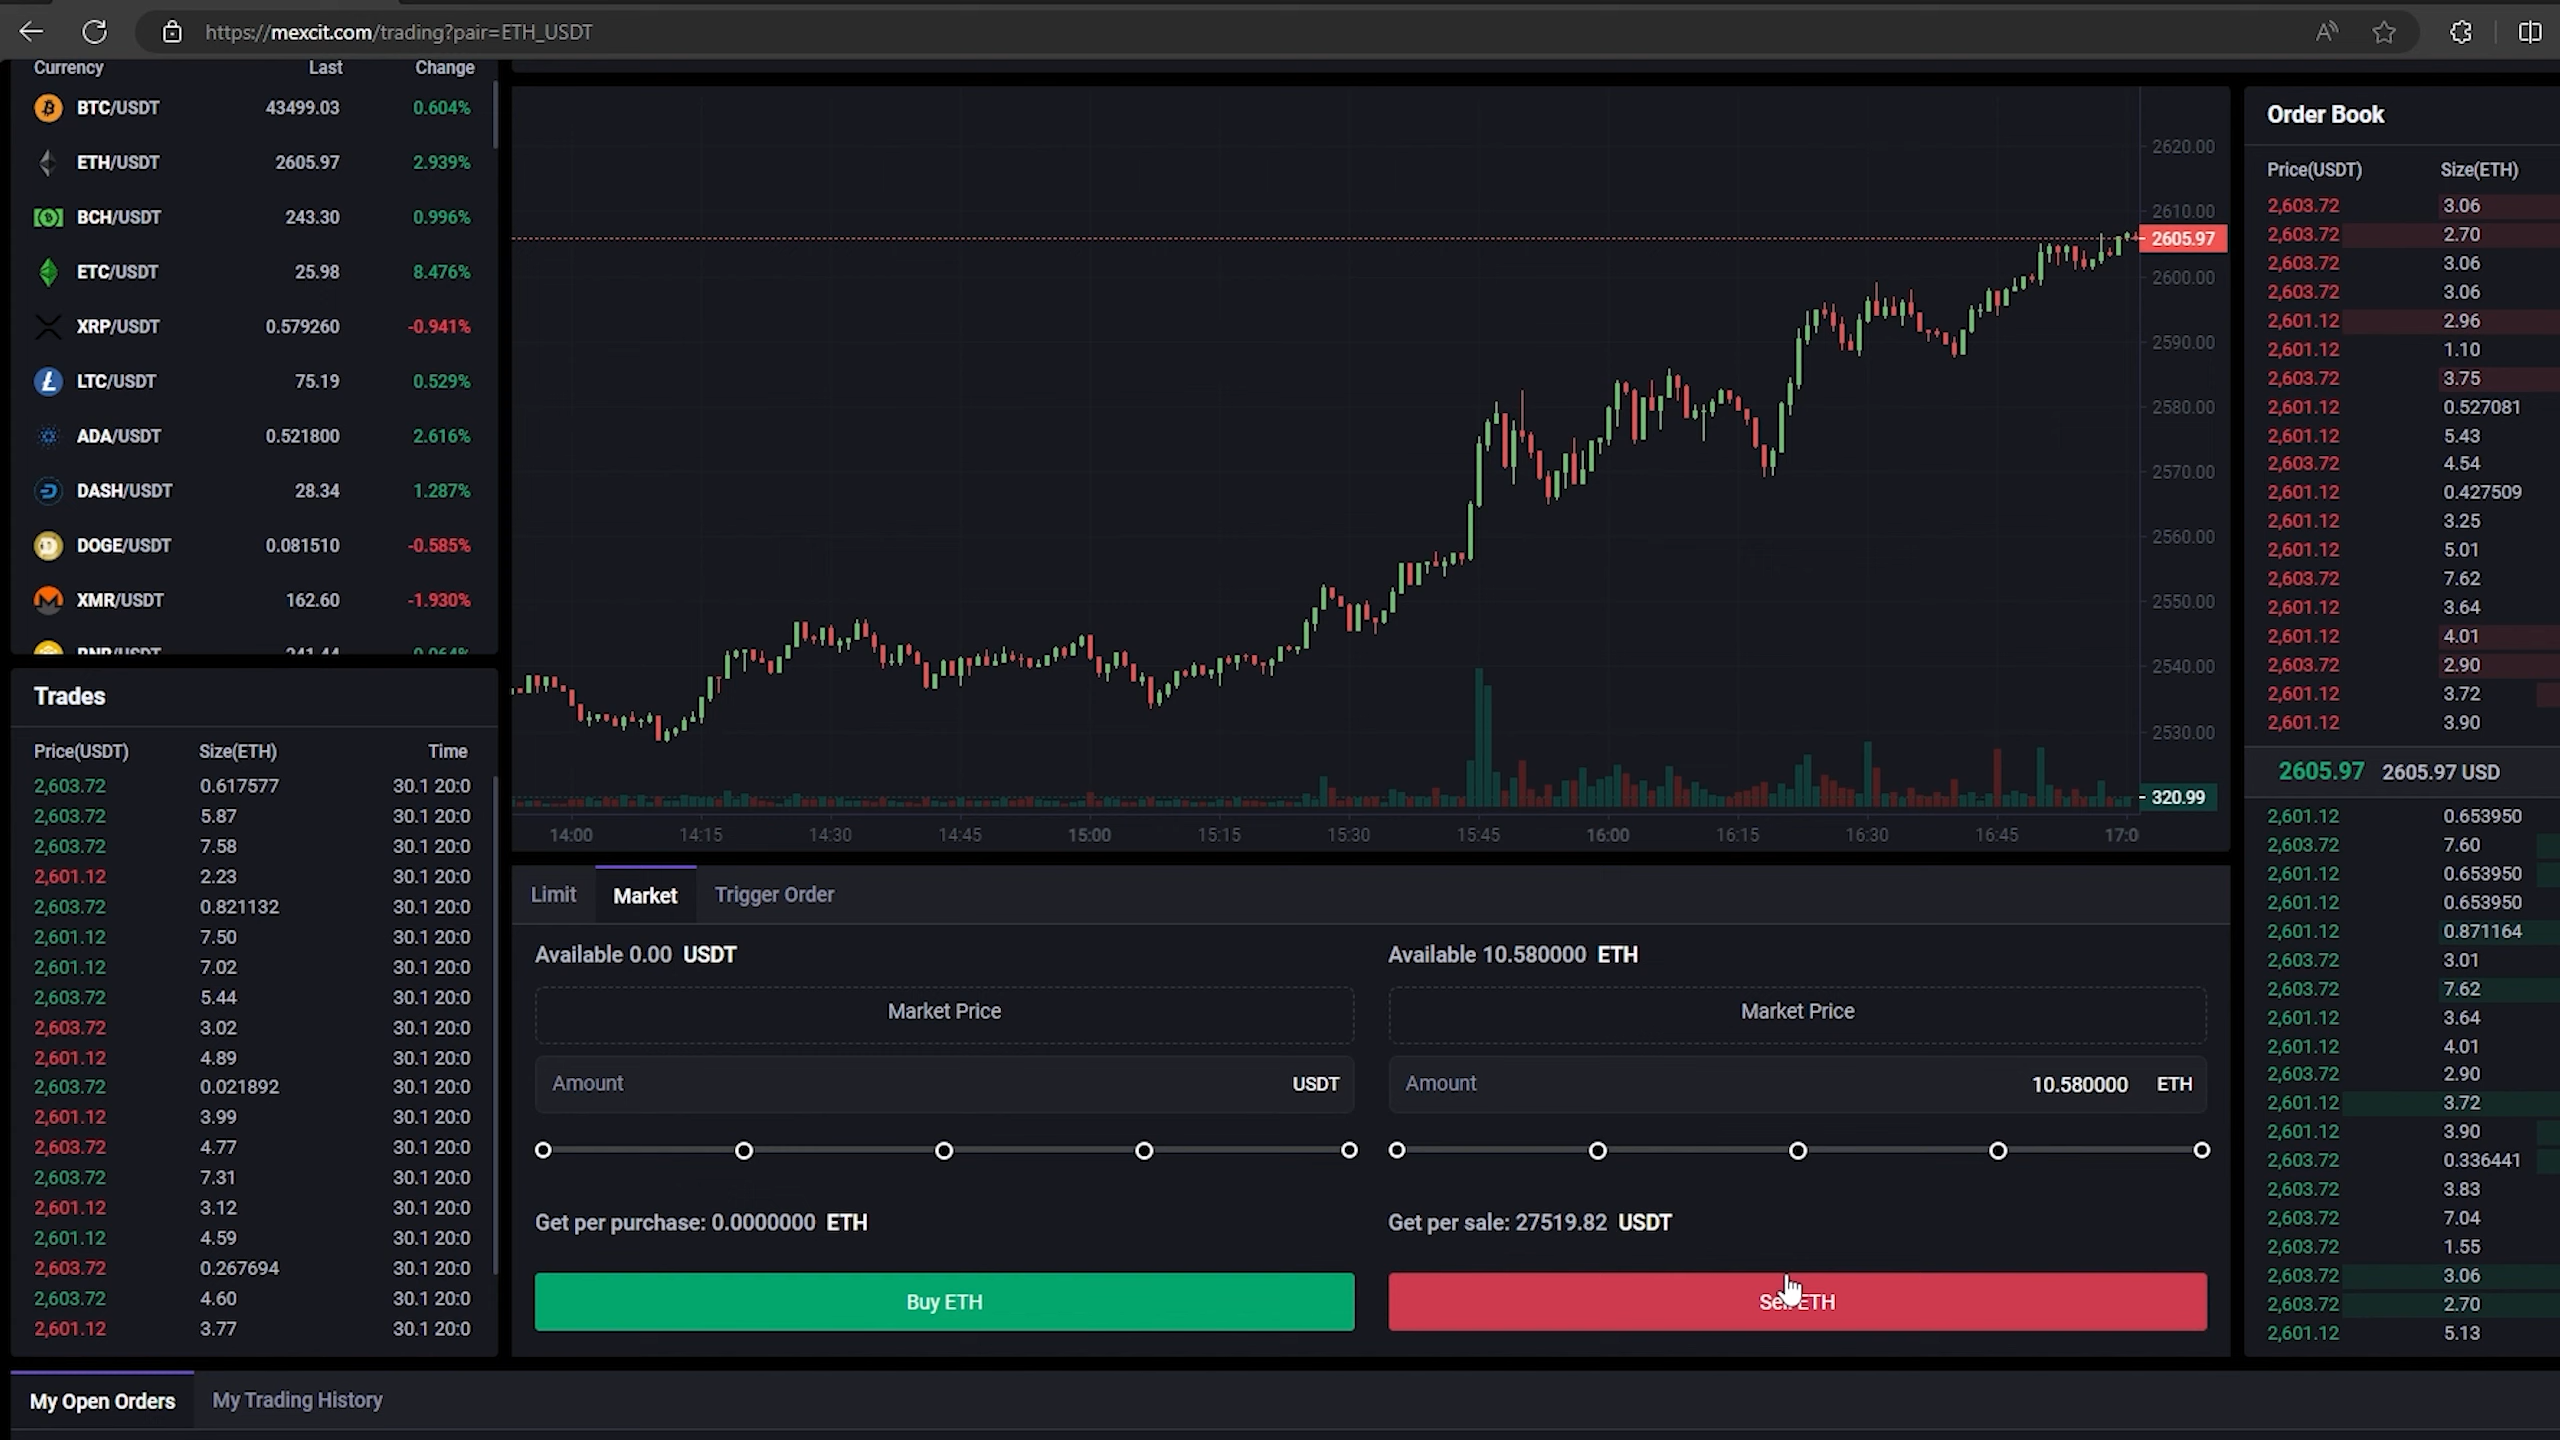 https://mexcit.com/trading?pair=ETH_USDT
Currency Last Change
BTC/USDT 43499.03 0.604%
ETH/USDT 2605.97 2.939%
BCH/USDT 243.30 0.996%
ETC/USDT 25.98 8.476%
XRP/USDT 0.579260 -0.941%
LTC/USDT 75.19 0.529%
ADA/USDT 0.521800 2.616%
DASH/USDT 28.34 1.287%
DOGE/USDT 0.081510 -0.585%
XMR/USDT 162.60 -1.930%
BNB/USDT 241.44 0.064%
Trades
Price(USDT) Size(ETH) Time
2,603.72 0.617577 30.1 20:0
2,603.72 5.87 30.1 20:0
2,603.72 7.58 30.1 20:0
2,601.12 2.23 30.1 20:0
2,603.72 0.821132 30.1 20:0
2,601.12 7.50 30.1 20:0
2,601.12 7.02 30.1 20:0
2,603.72 5.44 30.1 20:0
2,603.72 3.02 30.1 20:0
2,601.12 4.89 30.1 20:0
2,603.72 0.021892 30.1 20:0
2,601.12 3.99 30.1 20:0
2,603.72 4.77 30.1 20:0
2,603.72 7.31 30.1 20:0
2,601.12 3.12 30.1 20:0
2,601.12 4.59 30.1 20:0
2,603.72 0.267694 30.1 20:0
2,603.72 4.60 30.1 20:0
2,601.12 3.77 30.1 20:0
2620.00
2610.00
2605.97
2600.00
2590.00
2580.00
2570.00
2560.00
2550.00
2540.00
2530.00
320.99
14:00 14:15 14:30 14:45 15:00 15:15 15:30 15:45 16:00 16:15 16:30 16:45 17:0
Limit Market Trigger Order
Available 0.00 USDT
Market Price
Amount USDT
Get per purchase: 0.0000000 ETH
Buy ETH
Available 10.580000 ETH
Market Price
Amount 10.580000 ETH
Get per sale: 27519.82 USDT
Sell ETH
Order Book
Price(USDT) Size(ETH)
2,603.72 3.06
2,603.72 2.70
2,603.72 3.06
2,603.72 3.06
2,601.12 2.96
2,601.12 1.10
2,603.72 3.75
2,601.12 0.527081
2,601.12 5.43
2,603.72 4.54
2,601.12 0.427509
2,601.12 3.25
2,601.12 5.01
2,603.72 7.62
2,601.12 3.64
2,601.12 4.01
2,603.72 2.90
2,601.12 3.72
2,601.12 3.90
2605.97 2605.97 USD
2,601.12 0.653950
2,603.72 7.60
2,601.12 0.653950
2,601.12 0.653950
2,601.12 0.871164
2,603.72 3.01
2,603.72 7.62
2,601.12 3.64
2,601.12 4.01
2,603.72 2.90
2,601.12 3.72
2,601.12 3.90
2,603.72 0.336441
2,603.72 3.83
2,603.72 7.04
2,603.72 1.55
2,603.72 3.06
2,603.72 2.70
2,601.12 5.13
My Open Orders My Trading History